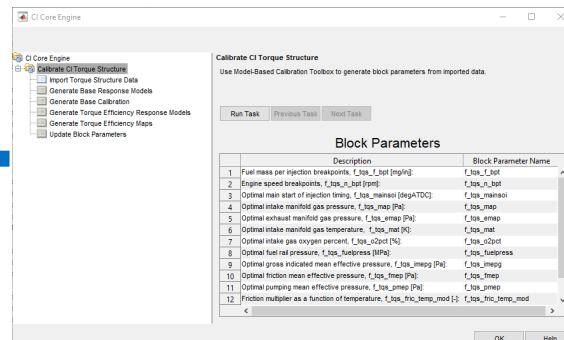 CI Core Engine
CI Core Engine
Calibrate CI Torque Structure
Import Torque Structure Data
Generate Base Response Models
Generate Base Calibration
Generate Torque Efficiency Response Models
Generate Torque Efficiency Maps
Update Block Parameters
Calibrate CI Torque Structure
Use Model-Based Calibration Toolbox to generate block parameters from imported data.
Run Task Previous Task Next Task
Block Parameters
Description Block Parameter Name
1 Fuel mass per injection breakpoints, f_tqs_f_bpt [mg/inj]: f_tqs_f_bpt
2 Engine speed breakpoints, f_tqs_n_bpt [rpm]: f_tqs_n_bpt
3 Optimal main start of injection timing, f_tqs_mainsoi [degATDC]: f_tqs_mainsoi
4 Optimal intake manifold gas pressure, f_tqs_map [Pa]: f_tqs_map
5 Optimal exhaust manifold gas pressure, f_tqs_emap [Pa]: f_tqs_emap
6 Optimal intake manifold gas temperature, f_tqs_mat [K]: f_tqs_mat
7 Optimal intake gas oxygen percent, f_tqs_o2pct [%]: f_tqs_o2pct
8 Optimal fuel rail pressure, f_tqs_fuelpress [MPa]: f_tqs_fuelpress
9 Optimal gross indicated mean effective pressure, f_tqs_imepg [Pa]: f_tqs_imepg
10 Optimal friction mean effective pressure, f_tqs_fmep [Pa]: f_tqs_fmep
11 Optimal pumping mean effective pressure, f_tqs_pmep [Pa]: f_tqs_pmep
12 Friction multiplier as a function of temperature, f_tqs_fric_temp_mod [-]: f_tqs_fric_temp_mod
OK Help